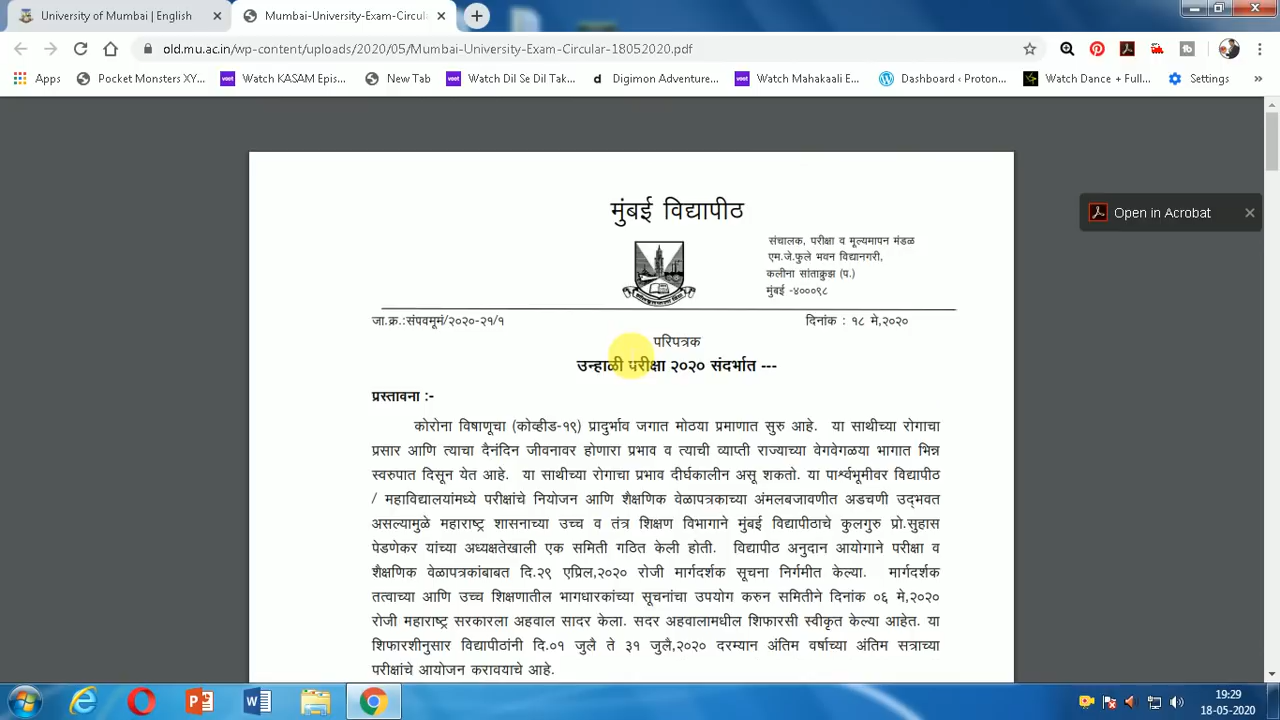 University of Mumbai | English
Mumbai-University-Exam-Circula
old.mu.ac.in/wp-content/uploads/2020/05/Mumbai-University-Exam-Circular-18052020.pdf
Apps
Pocket Monsters XY...
voot Watch KASAM Epis...
New Tab
voot Watch Dil Se Dil Tak...
d Digimon Adventure...
voot Watch Mahakaali E...
Dashboard ‹ Proton...
Watch Dance + Full...
Settings
»
Open in Acrobat
मुंबई विद्यापीठ
संचालक, परीक्षा व मूल्यमापन मंडळ
एम.जे.फुले भवन विद्यानगरी,
कलीना सांताक्रुझ (प.)
मुंबई -४०००९८
जा.क्र.:संपवमूमं/२०२०-२१/१
दिनांक : १८ मे,२०२०
परिपत्रक
उन्हाळी परीक्षा २०२० संदर्भात ---
प्रस्तावना :-
कोरोना विषाणूचा (कोव्हीड-१९) प्रादुर्भाव जगात मोठया प्रमाणात सुरु आहे. या साथीच्या रोगाचा
प्रसार आणि त्याचा दैनंदिन जीवनावर होणारा प्रभाव व त्याची व्याप्ती राज्याच्या वेगवेगळया भागात भिन्न
स्वरुपात दिसून येत आहे. या साथीच्या रोगाचा प्रभाव दीर्घकालीन असू शकतो. या पार्श्वभूमीवर विद्यापीठ
/ महाविद्यालयांमध्ये परीक्षांचे नियोजन आणि शैक्षणिक वेळापत्रकाच्या अंमलबजावणीत अडचणी उद्भवत
असल्यामुळे महाराष्ट्र शासनाच्या उच्च व तंत्र शिक्षण विभागाने मुंबई विद्यापीठाचे कुलगुरु प्रो.सुहास
पेडणेकर यांच्या अध्यक्षतेखाली एक समिती गठित केली होती. विद्यापीठ अनुदान आयोगाने परीक्षा व
शैक्षणिक वेळापत्रकांबाबत दि.२९ एप्रिल,२०२० रोजी मार्गदर्शक सूचना निर्गमीत केल्या. मार्गदर्शक
तत्वाच्या आणि उच्च शिक्षणातील भागधारकांच्या सूचनांचा उपयोग करुन समितीने दिनांक ०६ मे,२०२०
रोजी महाराष्ट्र सरकारला अहवाल सादर केला. सदर अहवालामधील शिफारसी स्वीकृत केल्या आहेत. या
शिफारशीनुसार विद्यापीठांनी दि.०१ जुलै ते ३१ जुलै,२०२० दरम्यान अंतिम वर्षाच्या अंतिम सत्राच्या
परीक्षांचे आयोजन करावयाचे आहे.
19:29
18-05-2020